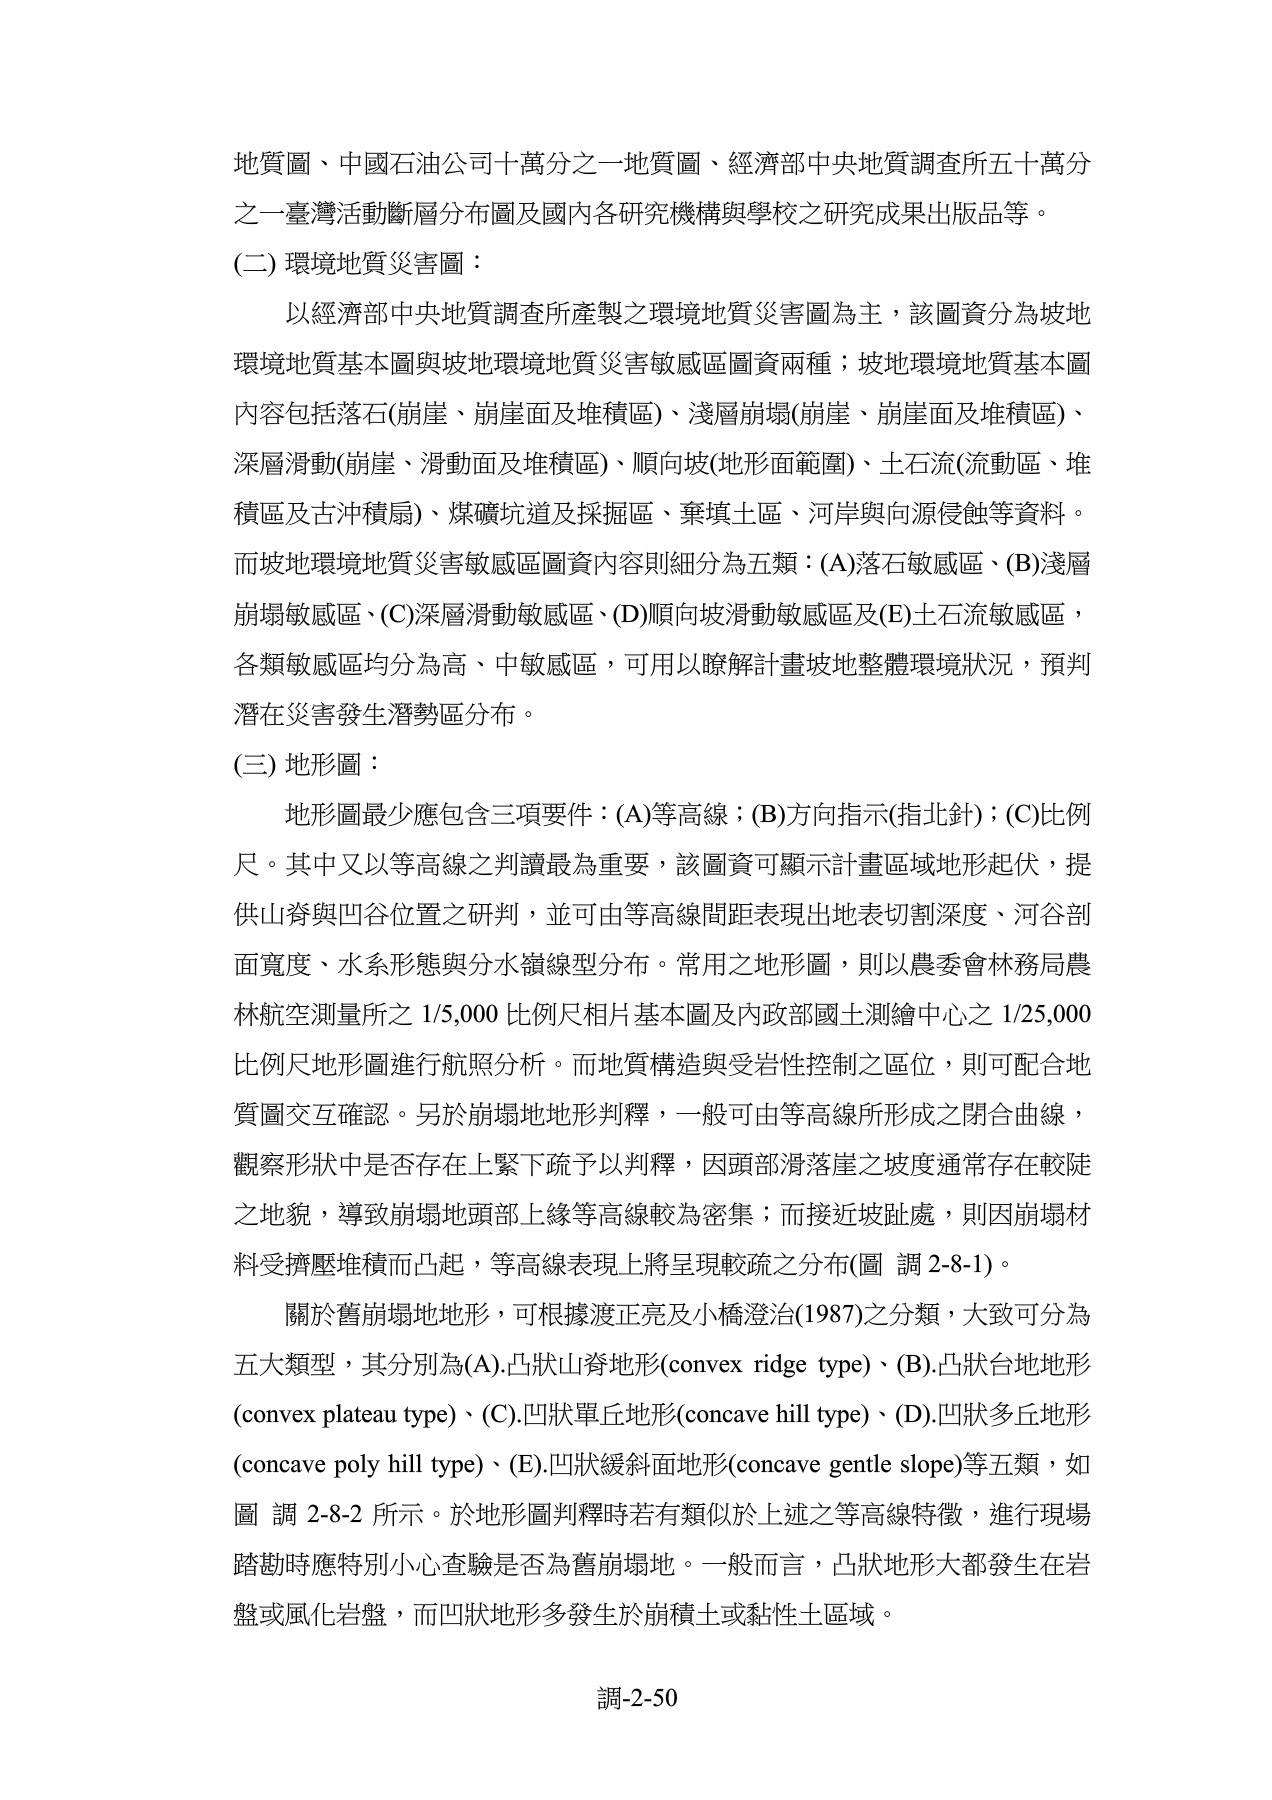 地質圖、中國石油公司十萬分之一地質圖、經濟部中央地質調查所五十萬分
之一臺灣活動斷層分布圖及國內各研究機構與學校之研究成果出版品等。
(二) 環境地質災害圖：
以經濟部中央地質調查所產製之環境地質災害圖為主，該圖資分為坡地
環境地質基本圖與坡地環境地質災害敏感區圖資兩種；坡地環境地質基本圖
內容包括落石(崩崖、崩崖面及堆積區)、淺層崩塌(崩崖、崩崖面及堆積區)、
深層滑動(崩崖、滑動面及堆積區)、順向坡(地形面範圍)、土石流(流動區、堆
積區及古沖積扇)、煤礦坑道及採掘區、棄填土區、河岸與向源侵蝕等資料。
而坡地環境地質災害敏感區圖資內容則細分為五類：(A)落石敏感區、(B)淺層
崩塌敏感區、(C)深層滑動敏感區、(D)順向坡滑動敏感區及(E)土石流敏感區，
各類敏感區均分為高、中敏感區，可用以瞭解計畫坡地整體環境狀況，預判
潛在災害發生潛勢區分布。
(三) 地形圖：
地形圖最少應包含三項要件：(A)等高線；(B)方向指示(指北針)；(C)比例
尺。其中又以等高線之判讀最為重要，該圖資可顯示計畫區域地形起伏，提
供山脊與凹谷位置之研判，並可由等高線間距表現出地表切割深度、河谷剖
面寬度、水系形態與分水嶺線型分布。常用之地形圖，則以農委會林務局農
林航空測量所之 1/5,000 比例尺相片基本圖及內政部國土測繪中心之 1/25,000
比例尺地形圖進行航照分析。而地質構造與受岩性控制之區位，則可配合地
質圖交互確認。另於崩塌地地形判釋，一般可由等高線所形成之閉合曲線，
觀察形狀中是否存在上緊下疏予以判釋，因頭部滑落崖之坡度通常存在較陡
之地貌，導致崩塌地頭部上緣等高線較為密集；而接近坡趾處，則因崩塌材
料受擠壓堆積而凸起，等高線表現上將呈現較疏之分布(圖 調 2-8-1)。
關於舊崩塌地地形，可根據渡正亮及小橋澄治(1987)之分類，大致可分為
五大類型，其分別為(A).凸狀山脊地形(convex ridge type)、(B).凸狀台地地形
(convex plateau type)、(C).凹狀單丘地形(concave hill type)、(D).凹狀多丘地形
(concave poly hill type)、(E).凹狀緩斜面地形(concave gentle slope)等五類，如
圖 調 2-8-2 所示。於地形圖判釋時若有類似於上述之等高線特徵，進行現場
踏勘時應特別小心查驗是否為舊崩塌地。一般而言，凸狀地形大都發生在岩
盤或風化岩盤，而凹狀地形多發生於崩積土或黏性土區域。
調-2-50